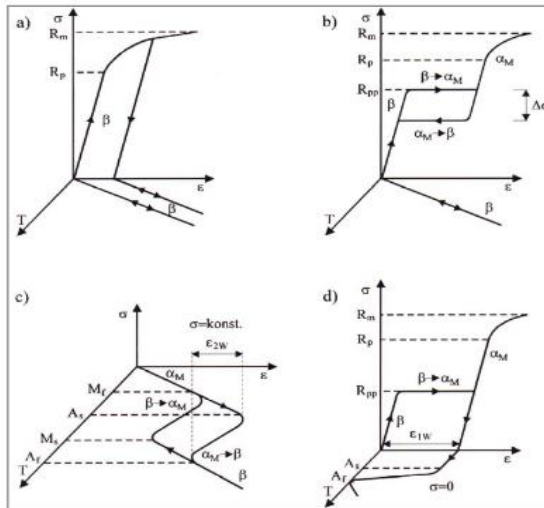 a)
σ
R_m
R_p
β
ε
β
T
b)
σ
R_m
R_p
α_M
R_pp
β→α_M
β
α_M→β
ε
β
T
c)
σ
σ=konst.
ε_2W
ε
α_M
M_f
β→α_M
A_s
M_s
α_M→β
A_f
T
β
d)
σ
R_m
R_p
α_M
R_pp
β→α_M
β
ε_1W
ε
A_s
A_f
T
σ=0